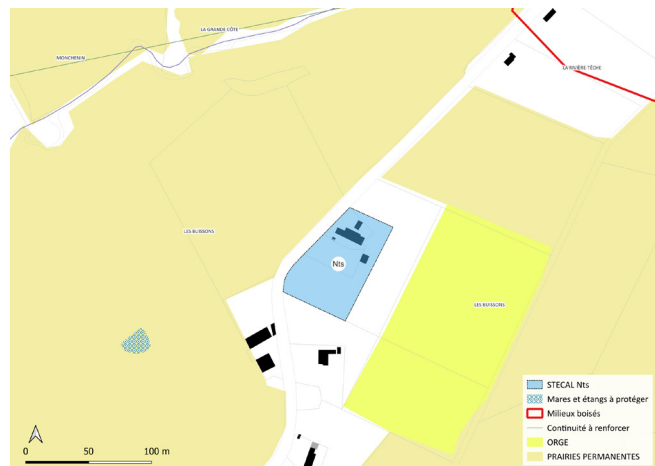 LA GRANDE CÔTE
MONCHENIN
LA RIVIÈRE TÊCHE
LES BUISSONS
Nts
LES BUISSONS
STECAL Nts
Mares et étangs à protéger
Milieux boisés
Continuité à renforcer
ORGE
PRAIRIES PERMANENTES
0 50 100 m